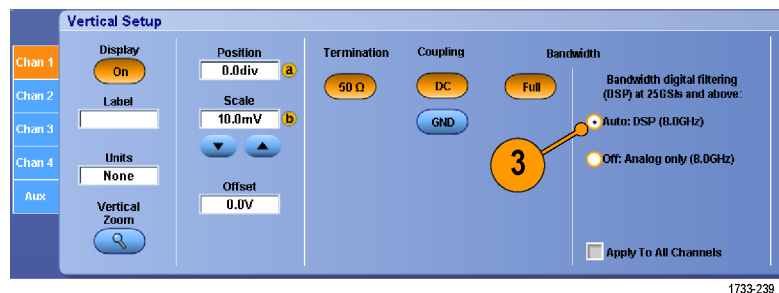 Vertical Setup
Chan 1
Chan 2
Chan 3
Chan 4
Aux
Display
On
Label
Units
None
Vertical
Zoom
Position
0.0div
a
Scale
10.0mV
b
Offset
0.0V
Termination
50 Ω
Coupling
DC
GND
Bandwidth
Full
Bandwidth digital filtering
(DSP) at 25GS/s and above:
Auto: DSP (8.0GHz)
Off: Analog only (8.0GHz)
3
Apply To All Channels
1733-239